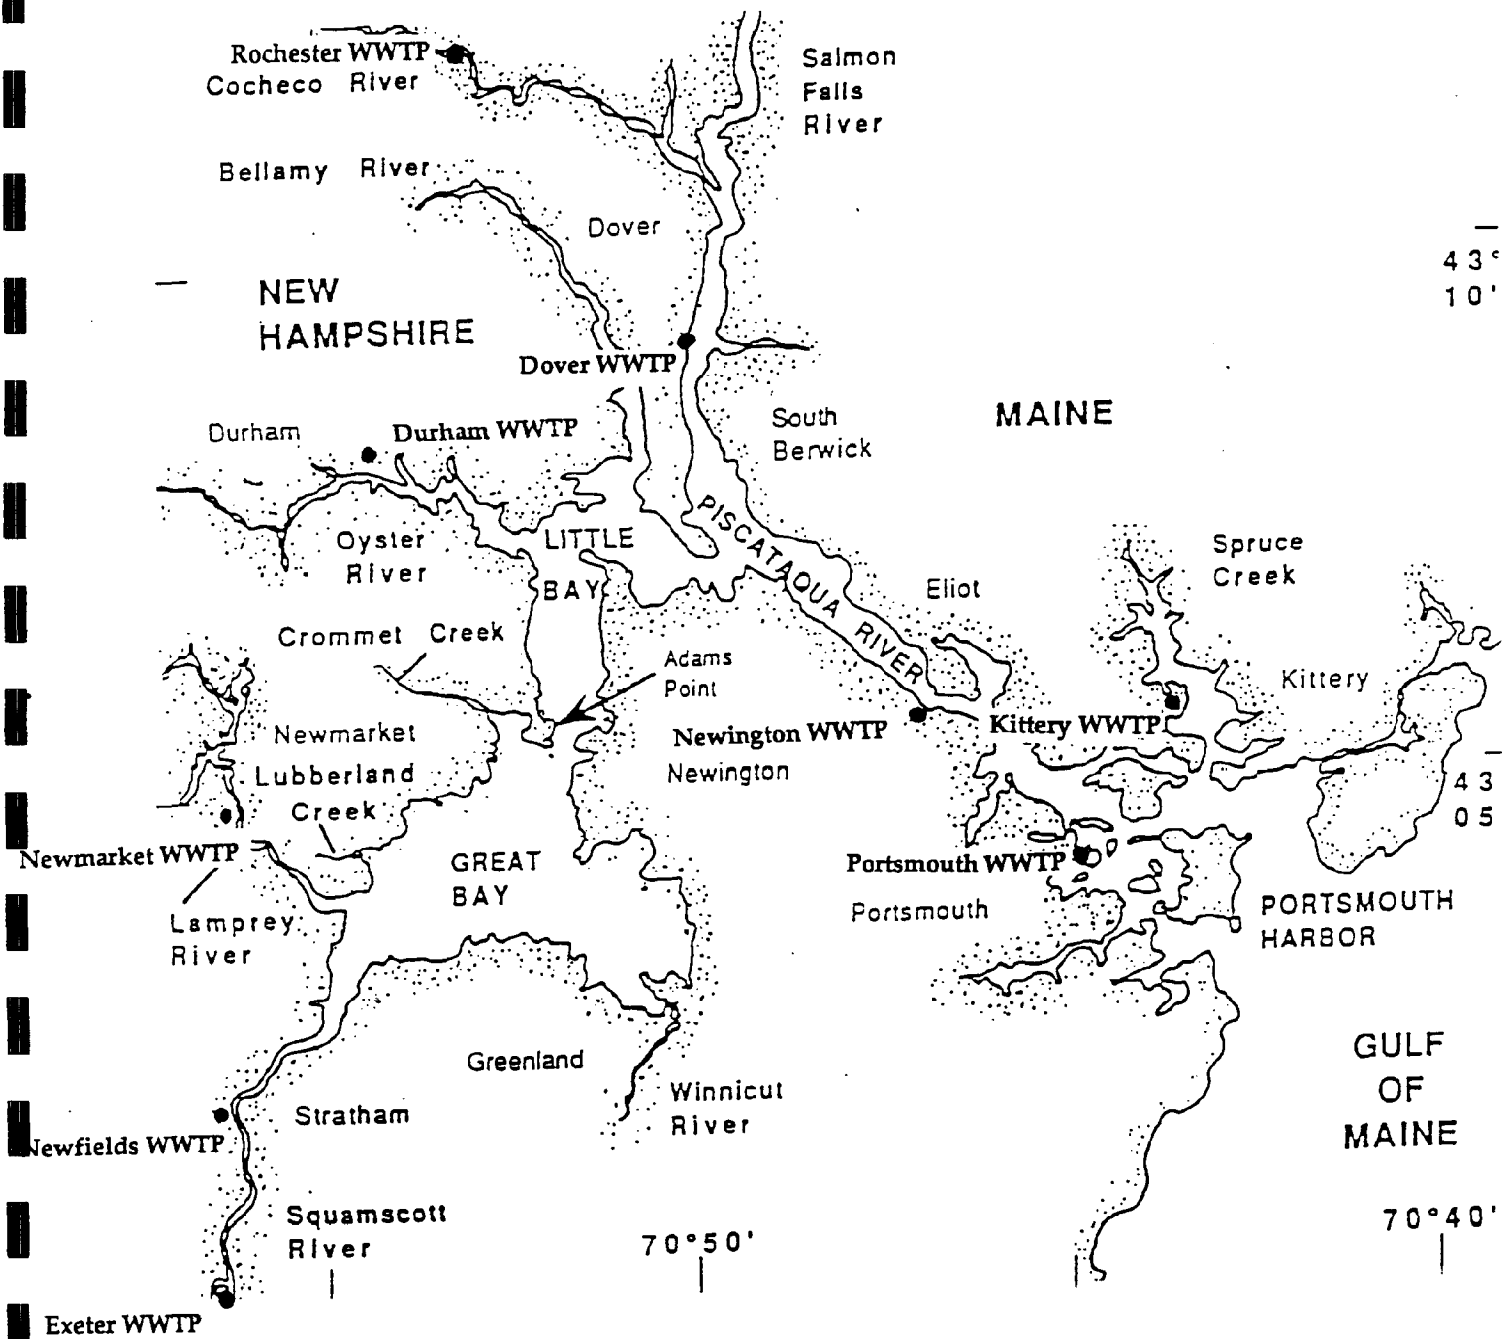 Rochester WWTP
Cocheco River
Salmon
Falls
River
Bellamy River
Dover
43°
10'
NEW
HAMPSHIRE
Dover WWTP
MAINE
South
Berwick
Durham
Durham WWTP
PISCATAQUA RIVER
Oyster
River
LITTLE
BAY
Spruce
Creek
Eliot
Crommet Creek
Adams
Point
Kittery
Newmarket
Newington WWTP
Kittery WWTP
Lubberland
Creek
Newington
43
05
Newmarket WWTP
GREAT
BAY
Portsmouth WWTP
Portsmouth
Lamprey
River
PORTSMOUTH
HARBOR
Greenland
Winnicut
River
GULF
OF
MAINE
Stratham
Newfields WWTP
Squamscott
River
70°50'
70°40'
Exeter WWTP